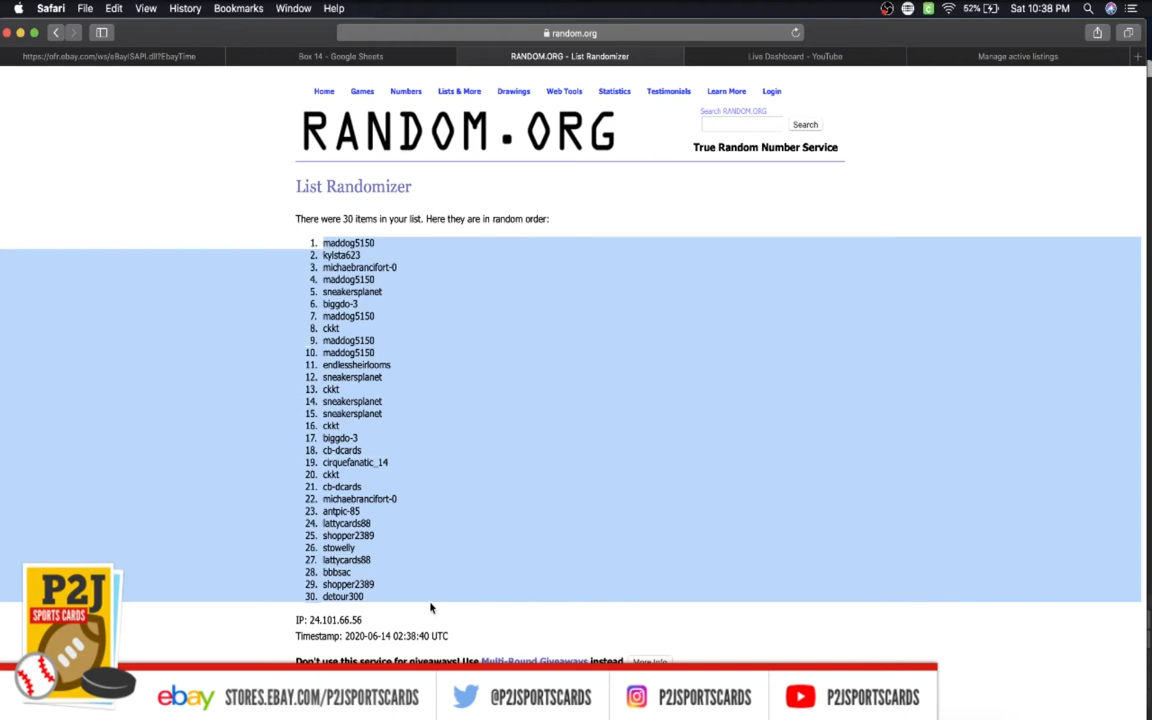 Safari File Edit View History Bookmarks Window Help 52% Sat 10:38 PM
random.org
https://ofr.ebay.com/ws/eBayISAPI.dll?EbayTime Box 14 - Google Sheets RANDOM.ORG - List Randomizer Live Dashboard - YouTube Manage active listings
Home Games Numbers Lists & More Drawings Web Tools Statistics Testimonials Learn More Login
RANDOM.ORG
Search RANDOM.ORG
Search
True Random Number Service
List Randomizer
There were 30 items in your list. Here they are in random order:
1. maddog5150
2. kylsta623
3. michaebrancifort-0
4. maddog5150
5. sneakersplanet
6. biggdo-3
7. maddog5150
8. ckkt
9. maddog5150
10. maddog5150
11. endlessheirlooms
12. sneakersplanet
13. ckkt
14. sneakersplanet
15. sneakersplanet
16. ckkt
17. biggdo-3
18. cb-dcards
19. cirquefanatic_14
20. ckkt
21. cb-dcards
22. michaebrancifort-0
23. antpic-85
24. lattycards88
25. shopper2389
26. stowelly
27. lattycards88
28. bbbsac
29. shopper2389
30. detour300
IP: 24.101.66.56
Timestamp: 2020-06-14 02:38:40 UTC
Don't use this service for giveaways! Use Multi-Round Giveaways instead More Info
P2J
SPORTS CARDS
ebay STORES.EBAY.COM/P2JSPORTSCARDS @P2JSPORTSCARDS P2JSPORTSCARDS P2JSPORTSCARDS